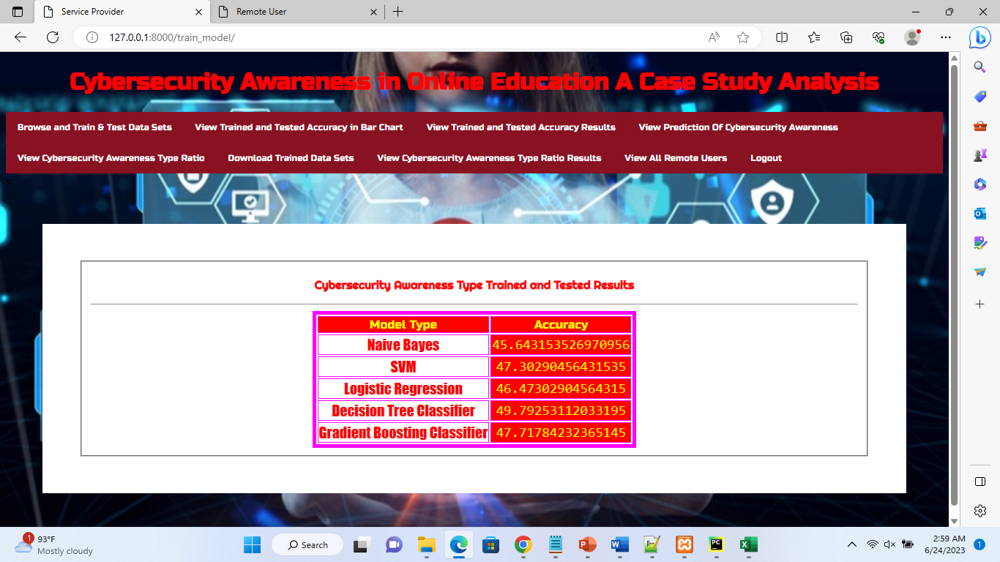 Service Provider
Remote User
127.0.0.1:8000/train_model/
Cybersecurity Awareness in Online Education A Case Study Analysis
Browse and Train & Test Data Sets View Trained and Tested Accuracy in Bar Chart View Trained and Tested Accuracy Results View Prediction Of Cybersecurity Awareness
View Cybersecurity Awareness Type Ratio Download Trained Data Sets View Cybersecurity Awareness Type Ratio Results View All Remote Users Logout
<
Cybersecurity Awareness Type Trained and Tested Results
Model Type Accuracy
Naive Bayes 45.643153526970956
SVM 47.30290456431535
Logistic Regression 46.47302904564315
Decision Tree Classifier 49.79253112033195
Gradient Boosting Classifier 47.71784232365145
1
93°F
Mostly cloudy
Search
2:59 AM
6/24/2023
1